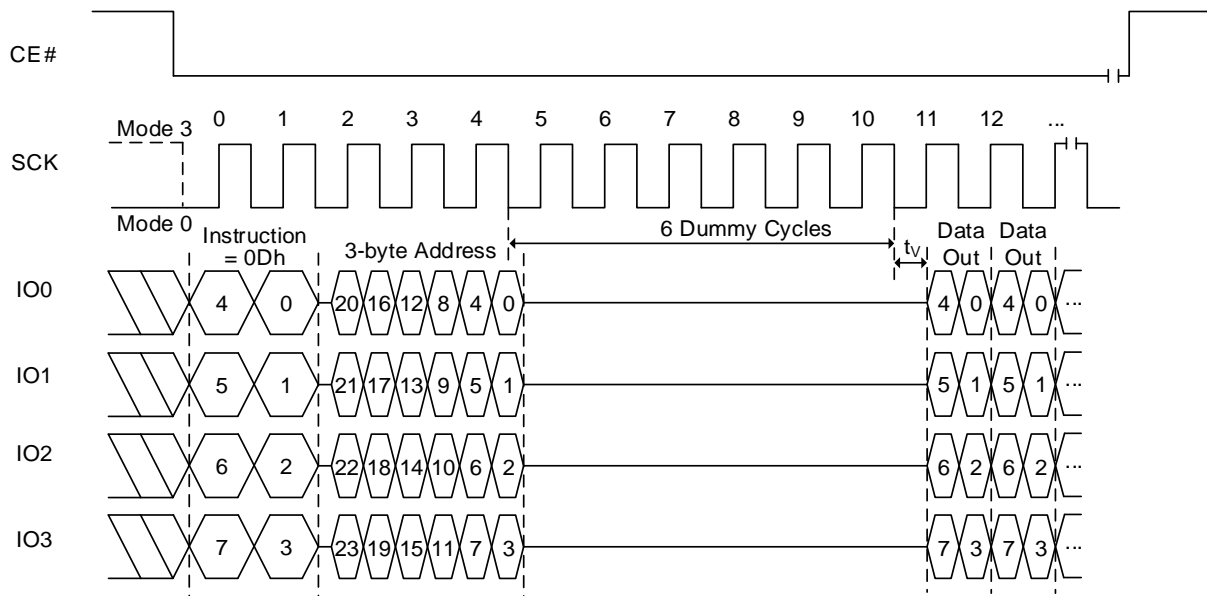 CE#
0 1 2 3 4 5 6 7 8 9 10 11 12 ...
Mode 3
SCK
Mode 0
Instruction = 0Dh
3-byte Address
6 Dummy Cycles
tV
Data Out
Data Out
IO0 4 0 20 16 12 8 4 0 4 0 4 0 ...
IO1 5 1 21 17 13 9 5 1 5 1 5 1 ...
IO2 6 2 22 18 14 10 6 2 6 2 6 2 ...
IO3 7 3 23 19 15 11 7 3 7 3 7 3 ...